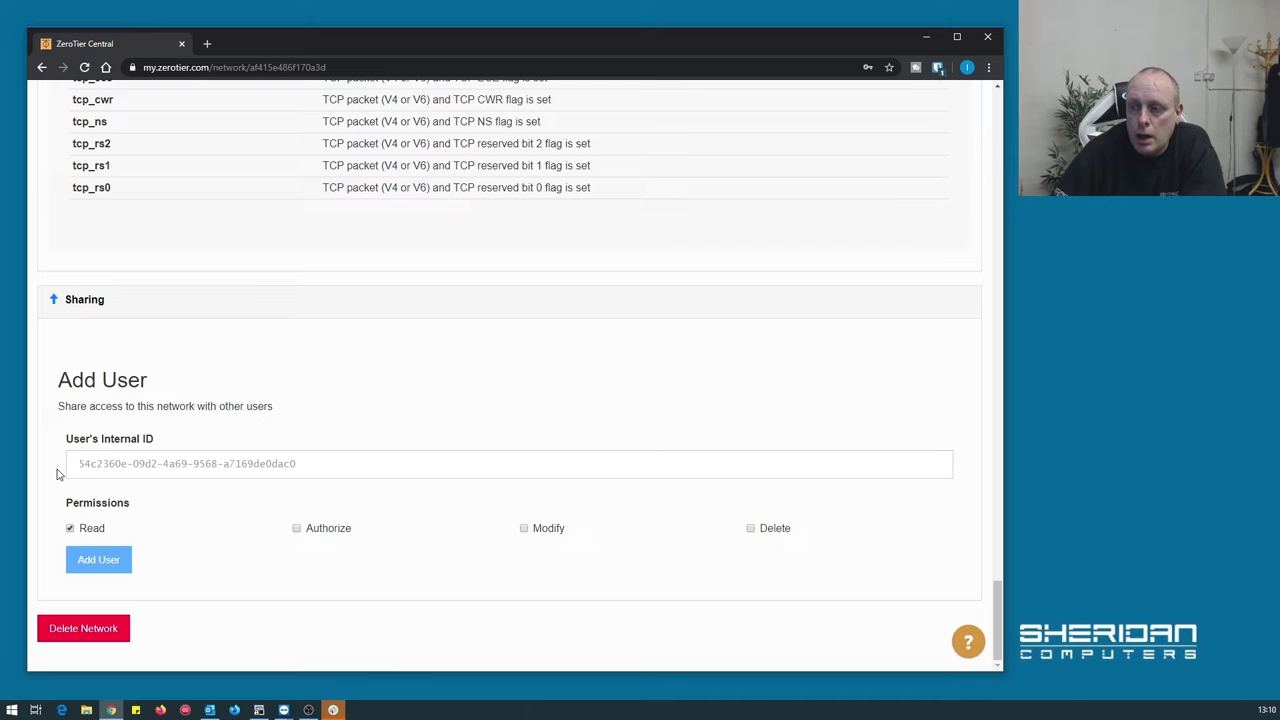 ZeroTier Central
my.zerotier.com/network/af415e486f170a3d
tcp_cwr TCP packet (V4 or V6) and TCP CWR flag is set
tcp_ns TCP packet (V4 or V6) and TCP NS flag is set
tcp_rs2 TCP packet (V4 or V6) and TCP reserved bit 2 flag is set
tcp_rs1 TCP packet (V4 or V6) and TCP reserved bit 1 flag is set
tcp_rs0 TCP packet (V4 or V6) and TCP reserved bit 0 flag is set
Sharing
Add User
Share access to this network with other users
User's Internal ID
54c2360e-09d2-4a69-9568-a7169de0dac0
Permissions
Read Authorize Modify Delete
Add User
Delete Network
?
SHERIDAN
COMPUTERS
13:10